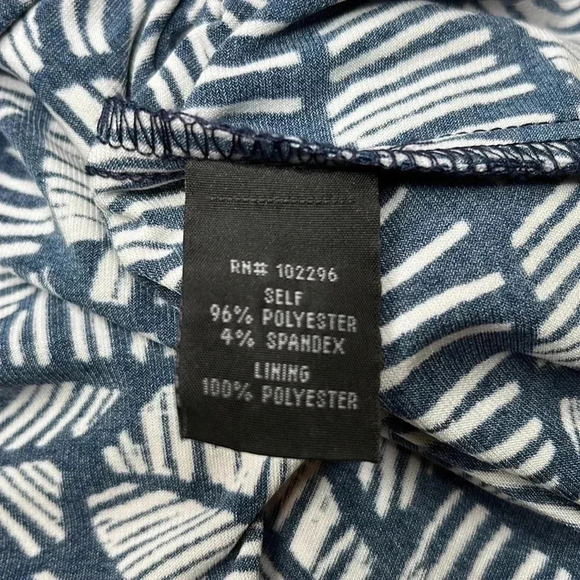 RN# 102296
SELF
96% POLYESTER
4% SPANDEX
LINING
100% POLYESTER